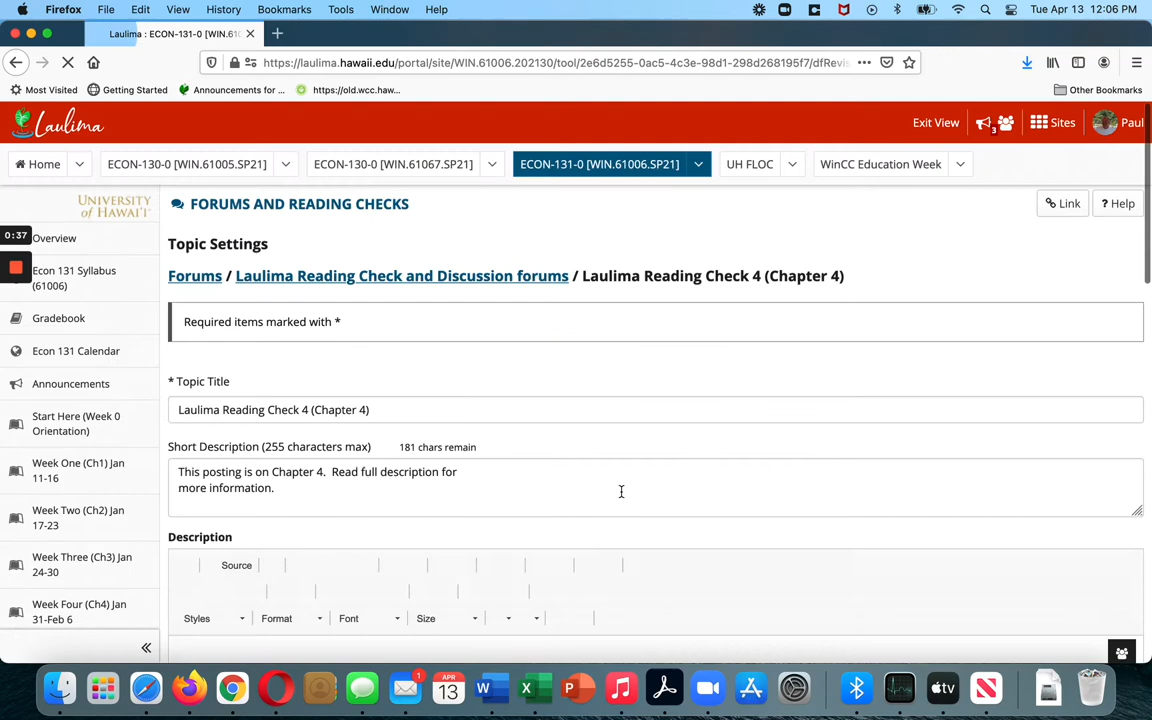 Firefox File Edit View History Bookmarks Tools Window Help Tue Apr 13 12:06 PM
Laulima : ECON-131-0 [WIN.610
https://laulima.hawaii.edu/portal/site/WIN.61006.202130/tool/2e6d5255-0ac5-4c3e-98d1-298d268195f7/dfRevis
Most Visited Getting Started Announcements for ... https://old.wcc.haw... Other Bookmarks
Laulima Exit View 3 Sites Paul
Home ECON-130-0 [WIN.61005.SP21] ECON-130-0 [WIN.61067.SP21] ECON-131-0 [WIN.61006.SP21] UH FLOC WinCC Education Week
UNIVERSITY
of HAWAI'I
FORUMS AND READING CHECKS Link ? Help
0:37
Overview
Topic Settings
Econ 131 Syllabus
(61006)
Forums / Laulima Reading Check and Discussion forums / Laulima Reading Check 4 (Chapter 4)
Gradebook
Required items marked with *
Econ 131 Calendar
Announcements
* Topic Title
Laulima Reading Check 4 (Chapter 4)
Start Here (Week 0
Orientation)
Short Description (255 characters max) 181 chars remain
Week One (Ch1) Jan
11-16
This posting is on Chapter 4. Read full description for
more information.
Week Two (Ch2) Jan
17-23
Description
Week Three (Ch3) Jan
24-30
Source
Week Four (Ch4) Jan
31-Feb 6
Styles Format Font Size
«
1
APR
13
W X P tv